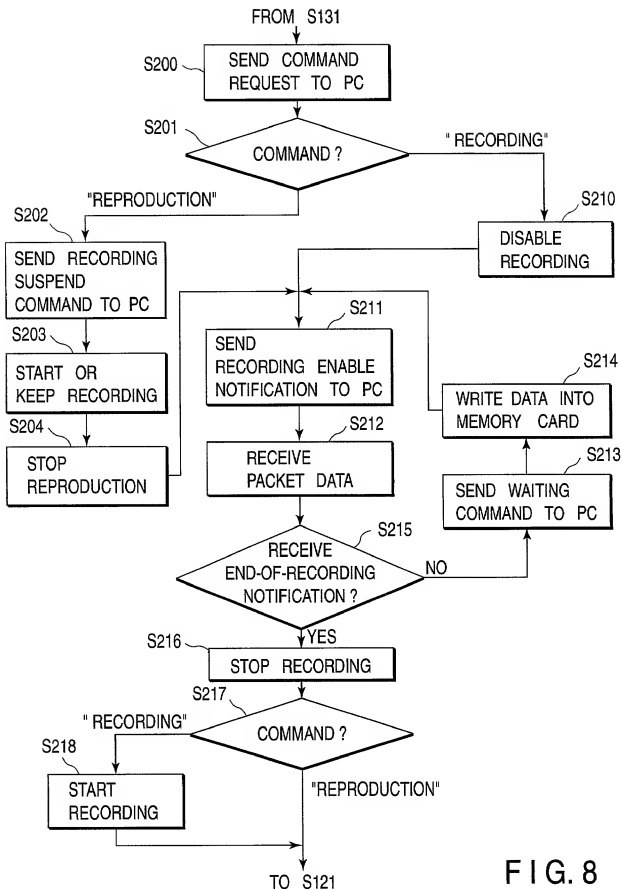 FROM S131
S200
SEND COMMAND
REQUEST TO PC
S201
COMMAND ?
"RECORDING"
"REPRODUCTION"
S202
SEND RECORDING
SUSPEND
COMMAND TO PC
S210
DISABLE
RECORDING
S203
START OR
KEEP RECORDING
S211
SEND
RECORDING ENABLE
NOTIFICATION TO PC
S214
WRITE DATA INTO
MEMORY CARD
S204
STOP
REPRODUCTION
S212
RECEIVE
PACKET DATA
S213
SEND WAITING
COMMAND TO PC
S215
RECEIVE
END-OF-RECORDING
NOTIFICATION ?
NO
YES
S216
STOP RECORDING
S217
COMMAND ?
"RECORDING"
S218
START
RECORDING
"REPRODUCTION"
TO S121
FIG. 8